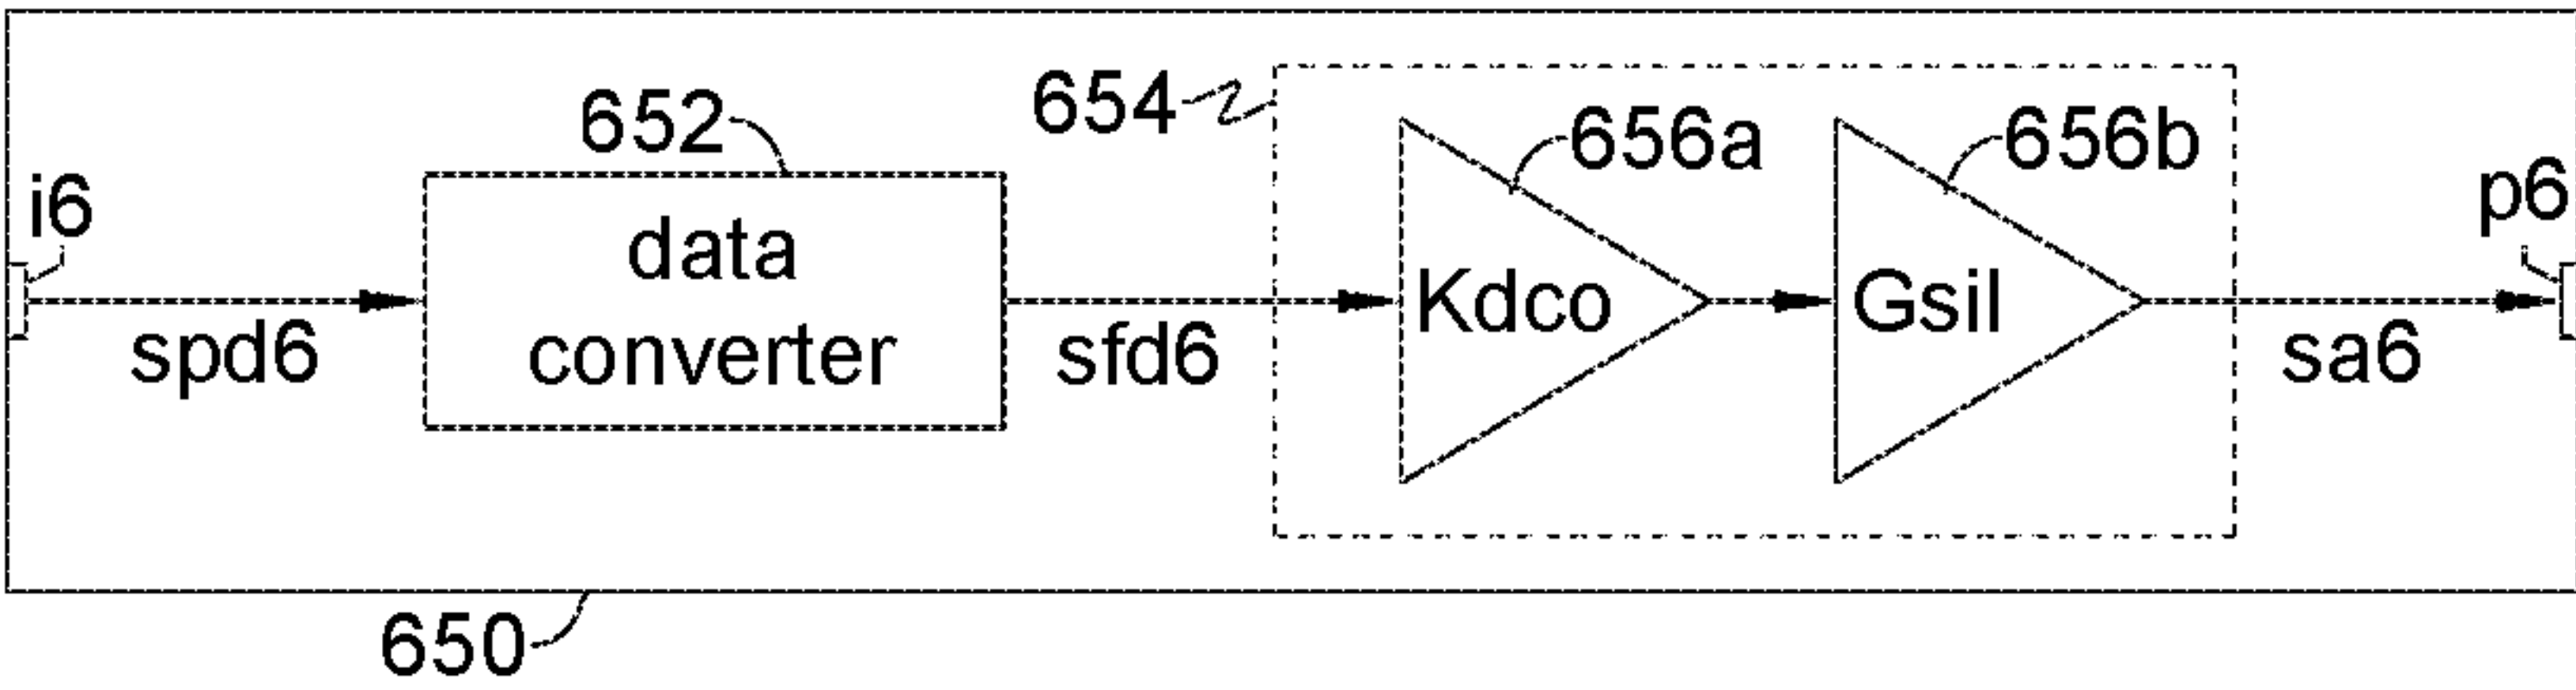 654
652
656a
656b
i6
p6
data
converter
Kdco
Gsil
spd6
sfd6
sa6
650